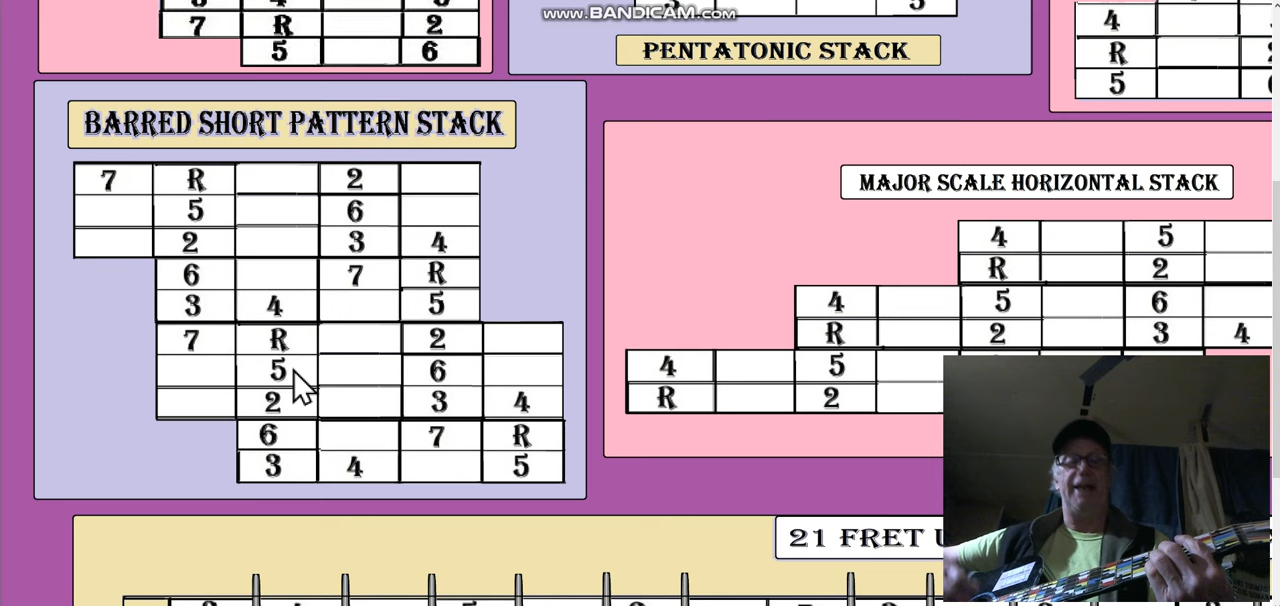 www.BANDICAM.com
7 R 2
5 6
3 5
PENTATONIC STACK
4
R
5
BARRED SHORT PATTERN STACK
7 R 2
5 6
2 3 4
6 7 R
3 4 5
7 R 2
5 6
2 3 4
6 7 R
3 4 5
MAJOR SCALE HORIZONTAL STACK
4 5
R 2
4 5 6
R 2 3 4
4 5
R 2
21 FRET